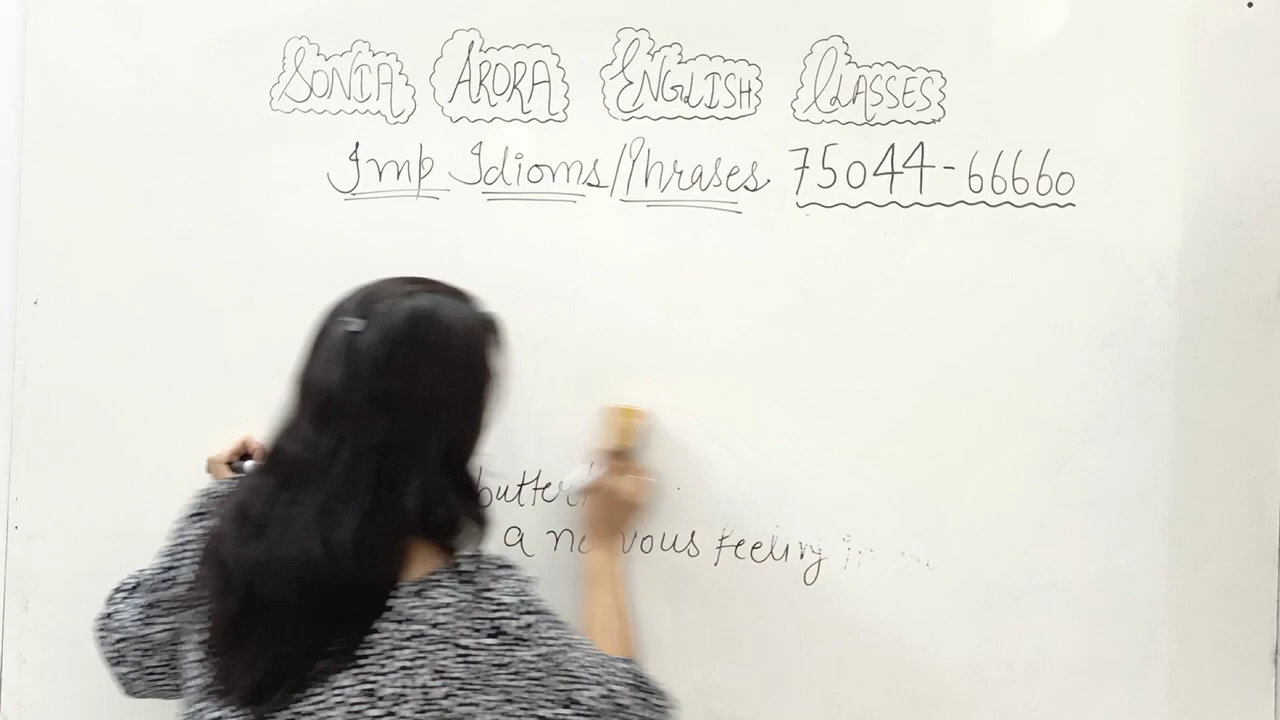 SONIA ARORA ENGLISH CLASSES
Imp Idioms/Phrases 75044-66660
a nervous feeling